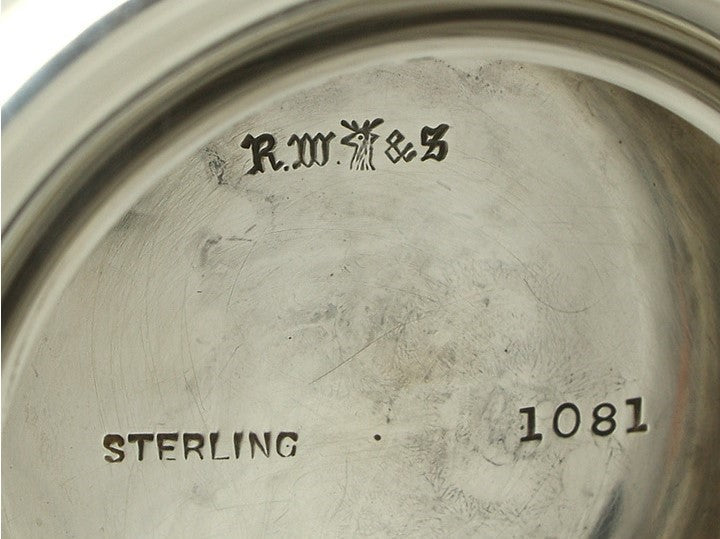 R.W. & S
STERLING . 1081